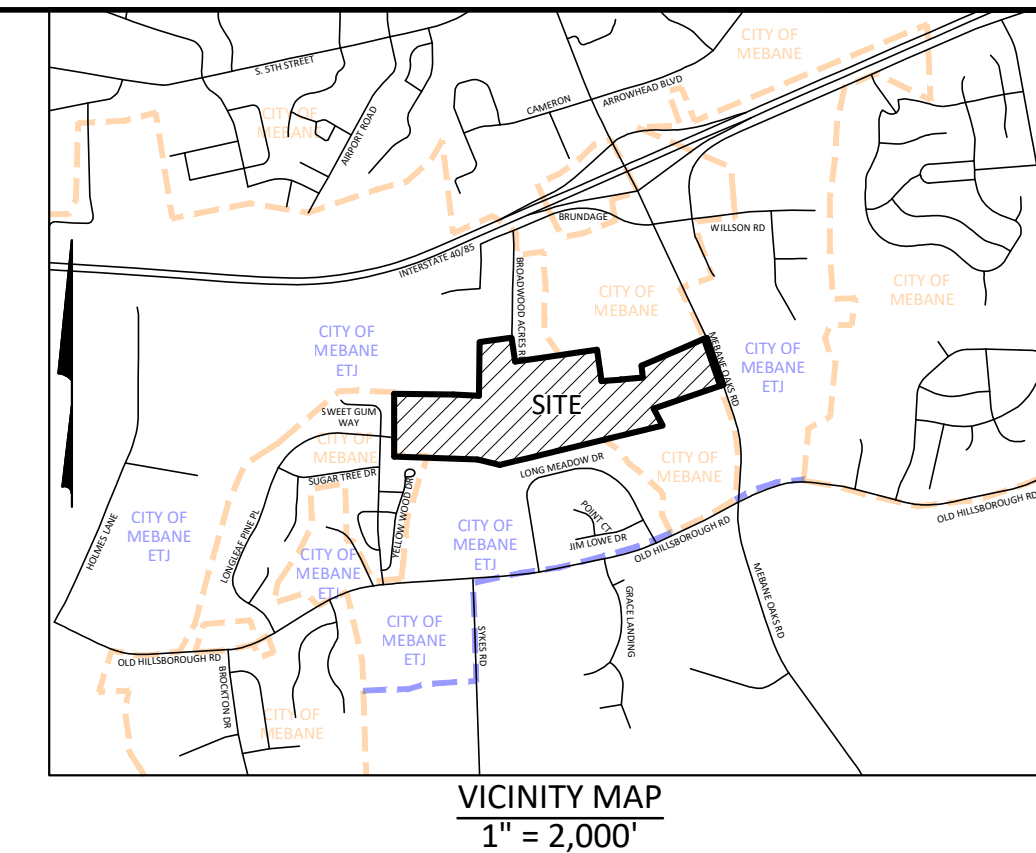 CITY OF
MEBANE
S. 5TH STREET
CITY OF
MEBANE
AIRPORT ROAD
CAMERON
ARROWHEAD BLVD
BRUNDAGE
WILLSON RD
INTERSTATE 40/85
BROADWOOD ACRES R
CITY OF
MEBANE
CITY OF
MEBANE
CITY OF
MEBANE
ETJ
MEBANE OAKS RD
CITY OF
MEBANE
ETJ
SITE
SWEET GUM
WAY
CITY OF
MEBANE
SUGAR TREE DR
LONG MEADOW DR
CITY OF
MEBANE
YELLOW WOOD DR
HOLMES LANE
CITY OF
MEBANE
ETJ
LONGLEAF PINE PL
CITY OF
MEBANE
ETJ
CITY OF
MEBANE
ETJ
POINT CT
JIM LOWE DR
OLD HILLSBOROUGH RD
OLD HILLSBOROUGH RD
MEBANE OAKS RD
GRACE LANDING
CITY OF
MEBANE
ETJ
SYKES RD
OLD HILLSBOROUGH RD
BROCKTON DR
CITY OF
MEBANE
VICINITY MAP
1" = 2,000'